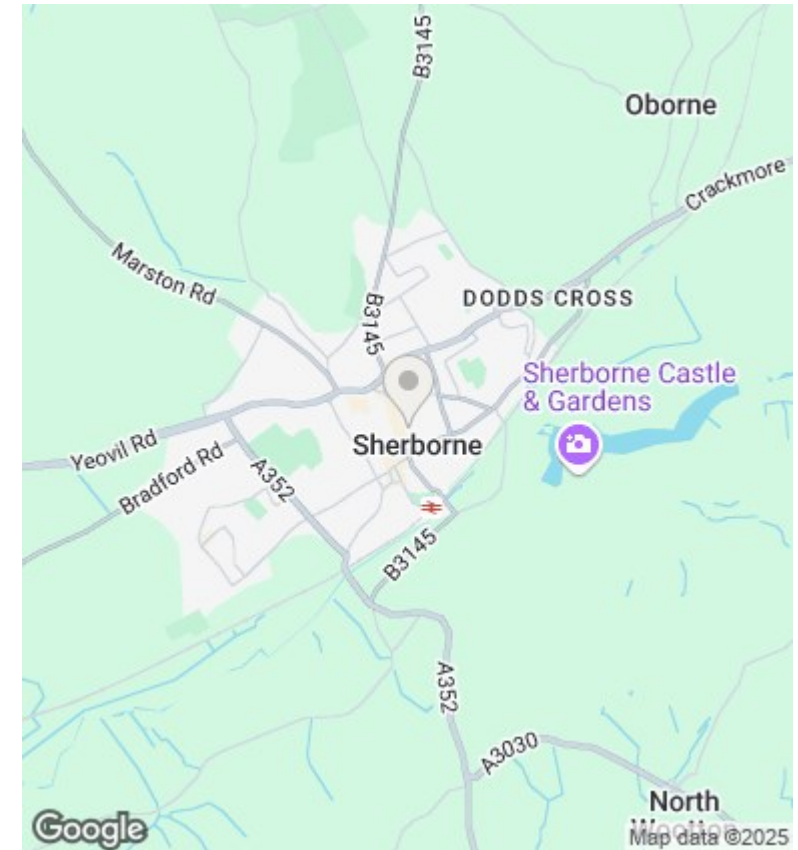 B3145
Oborne
Crackmore
Marston Rd
DODDS CROSS
B3145
Sherborne Castle
& Gardens
Sherborne
Yeovil Rd
Bradford Rd
A352
B3145
A352
A3030
North
Wootton
Google
Map data ©2025